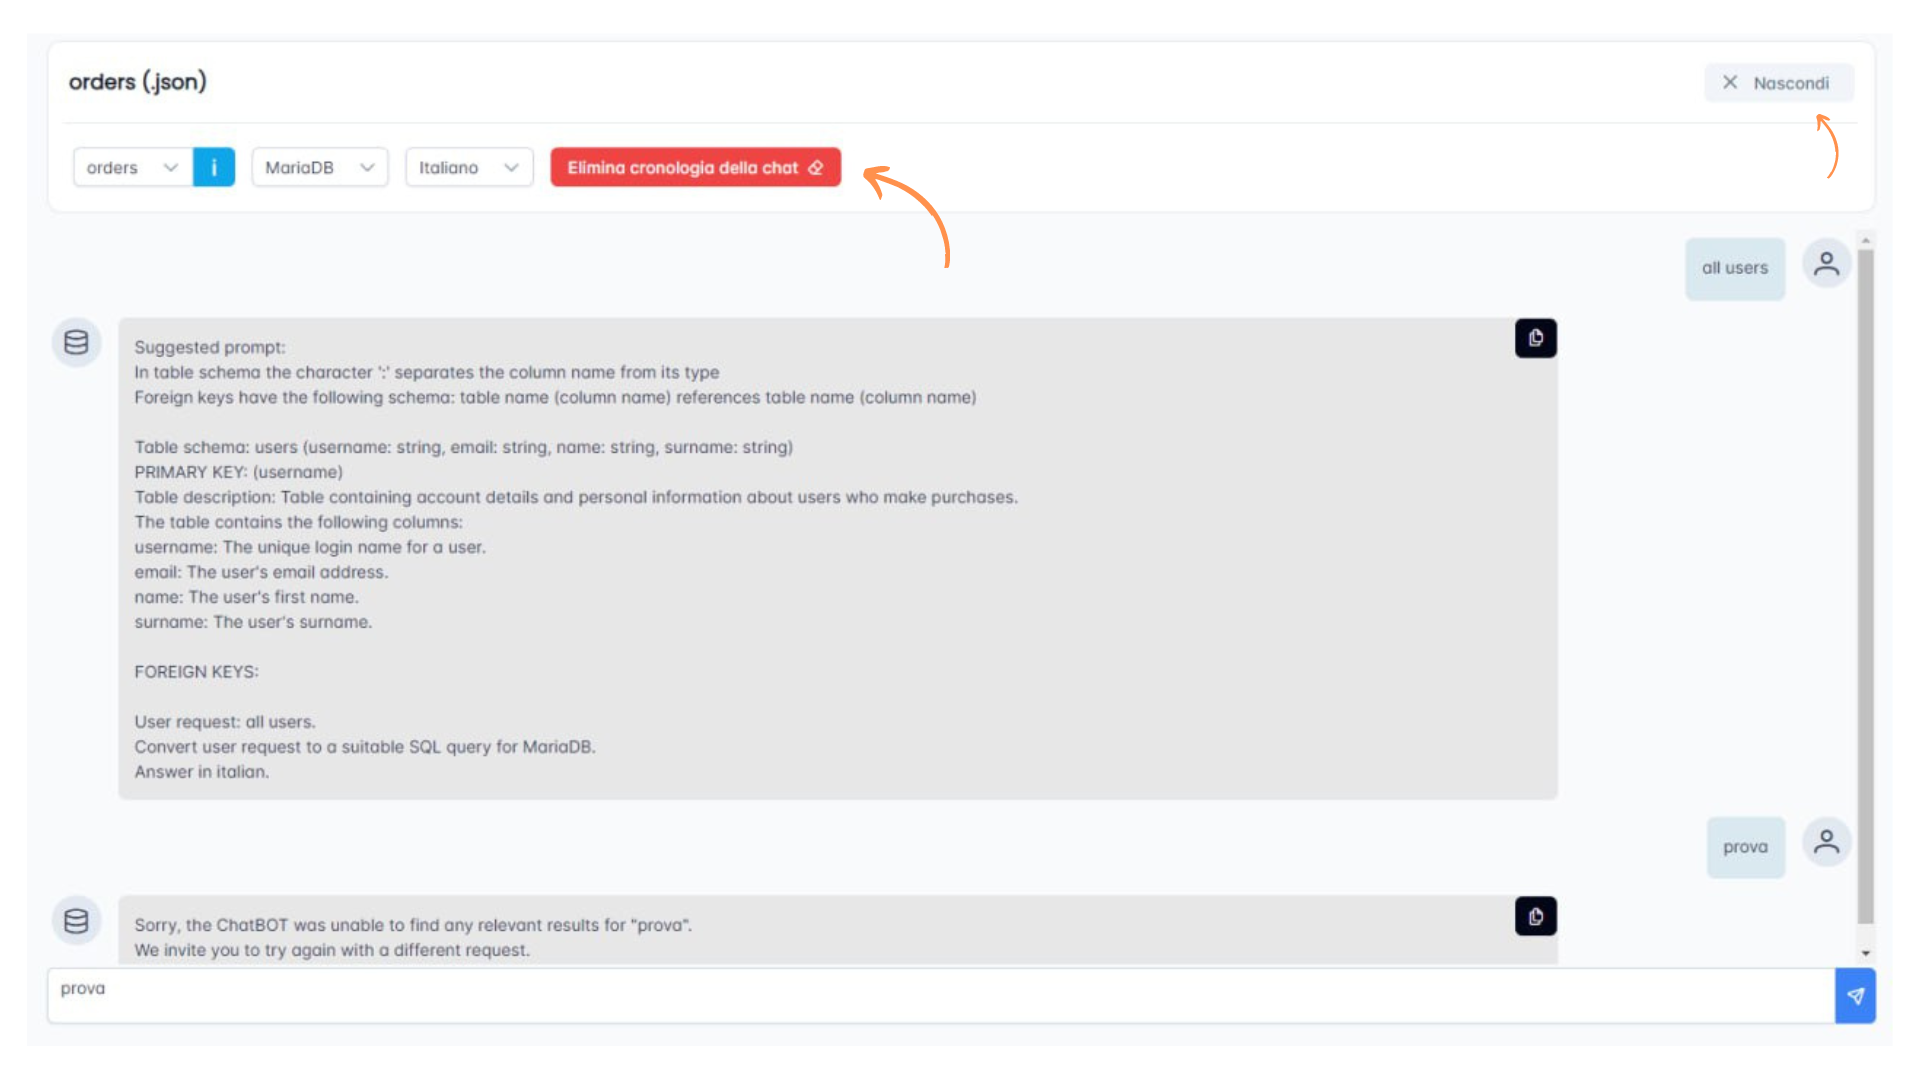 orders (.json)
Nascondi
orders
i
MariaDB
Italiano
Elimina cronologia della chat
all users
Suggested prompt:
In table schema the character ':' separates the column name from its type
Foreign keys have the following schema: table name (column name) references table name (column name)
Table schema: users (username: string, email: string, name: string, surname: string)
PRIMARY KEY: (username)
Table description: Table containing account details and personal information about users who make purchases.
The table contains the following columns:
username: The unique login name for a user.
email: The user's email address.
name: The user's first name.
surname: The user's surname.
FOREIGN KEYS:
User request: all users.
Convert user request to a suitable SQL query for MariaDB.
Answer in italian.
prova
Sorry, the ChatBOT was unable to find any relevant results for "prova".
We invite you to try again with a different request.
prova